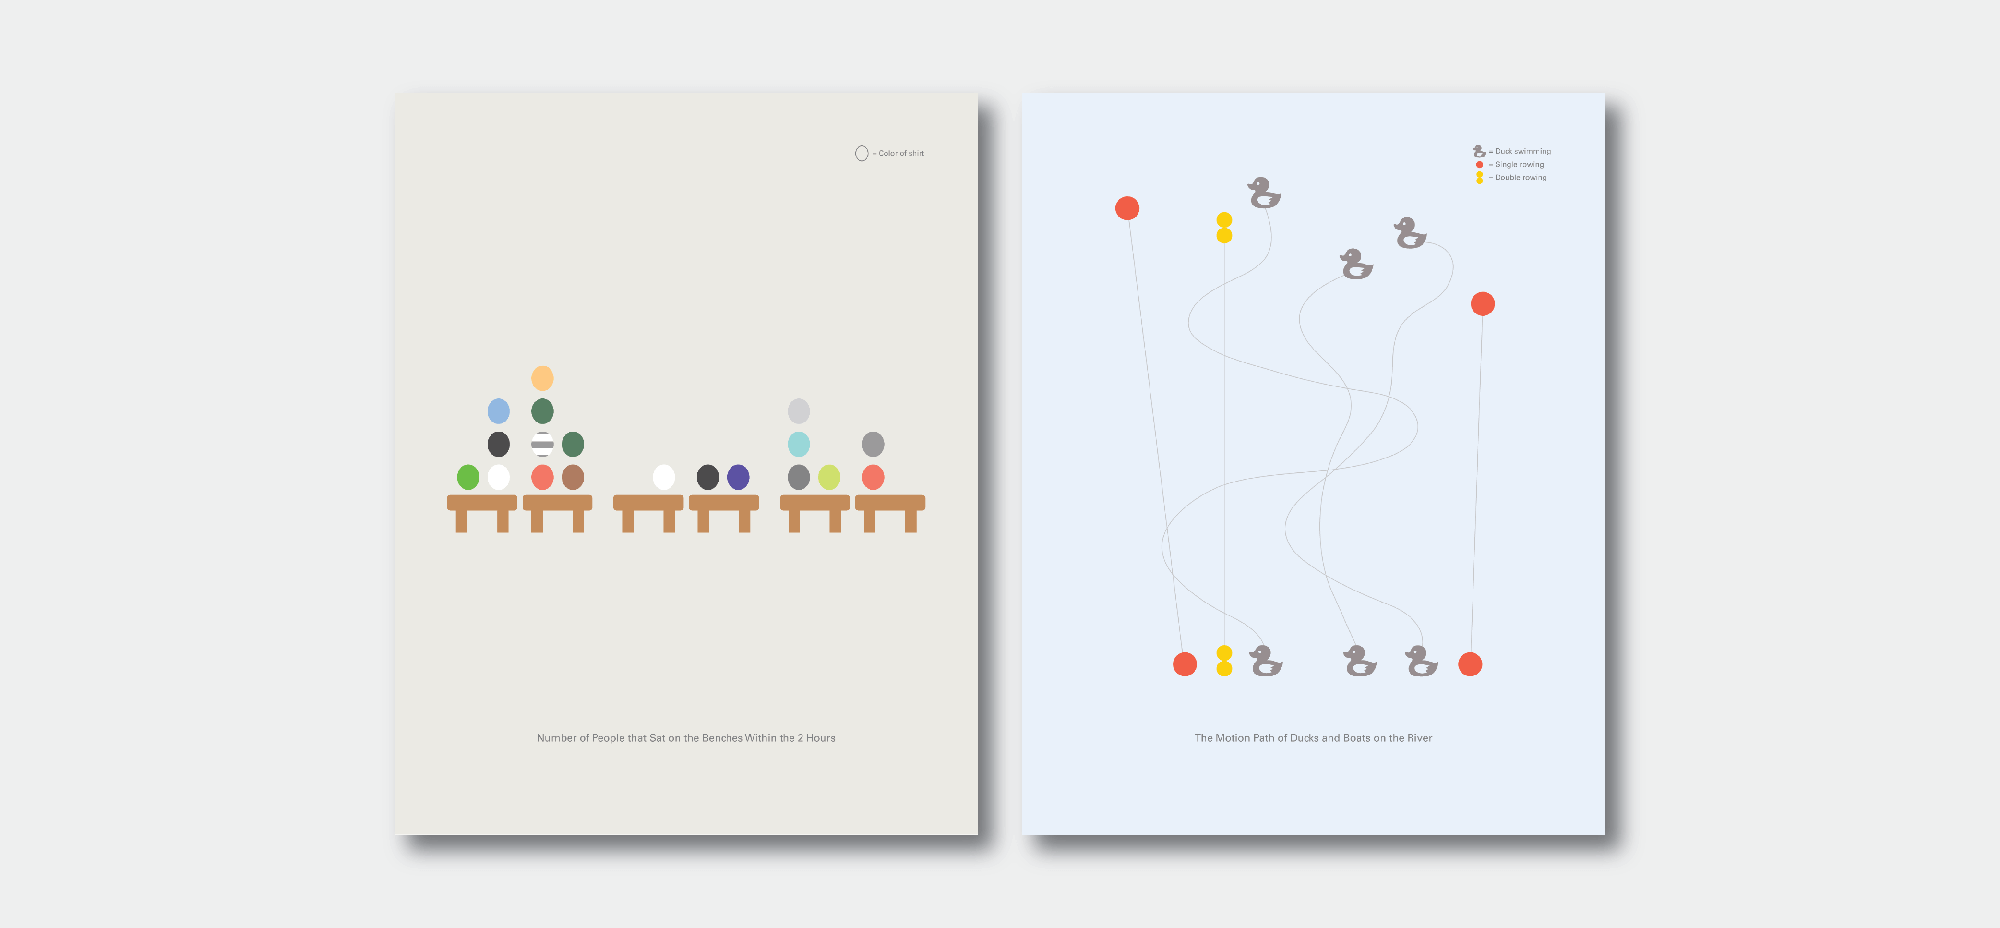 = Color of shirt
Number of People that Sat on the Benches Within the 2 Hours
= Duck swimming
= Single rowing
= Double rowing
The Motion Path of Ducks and Boats on the River